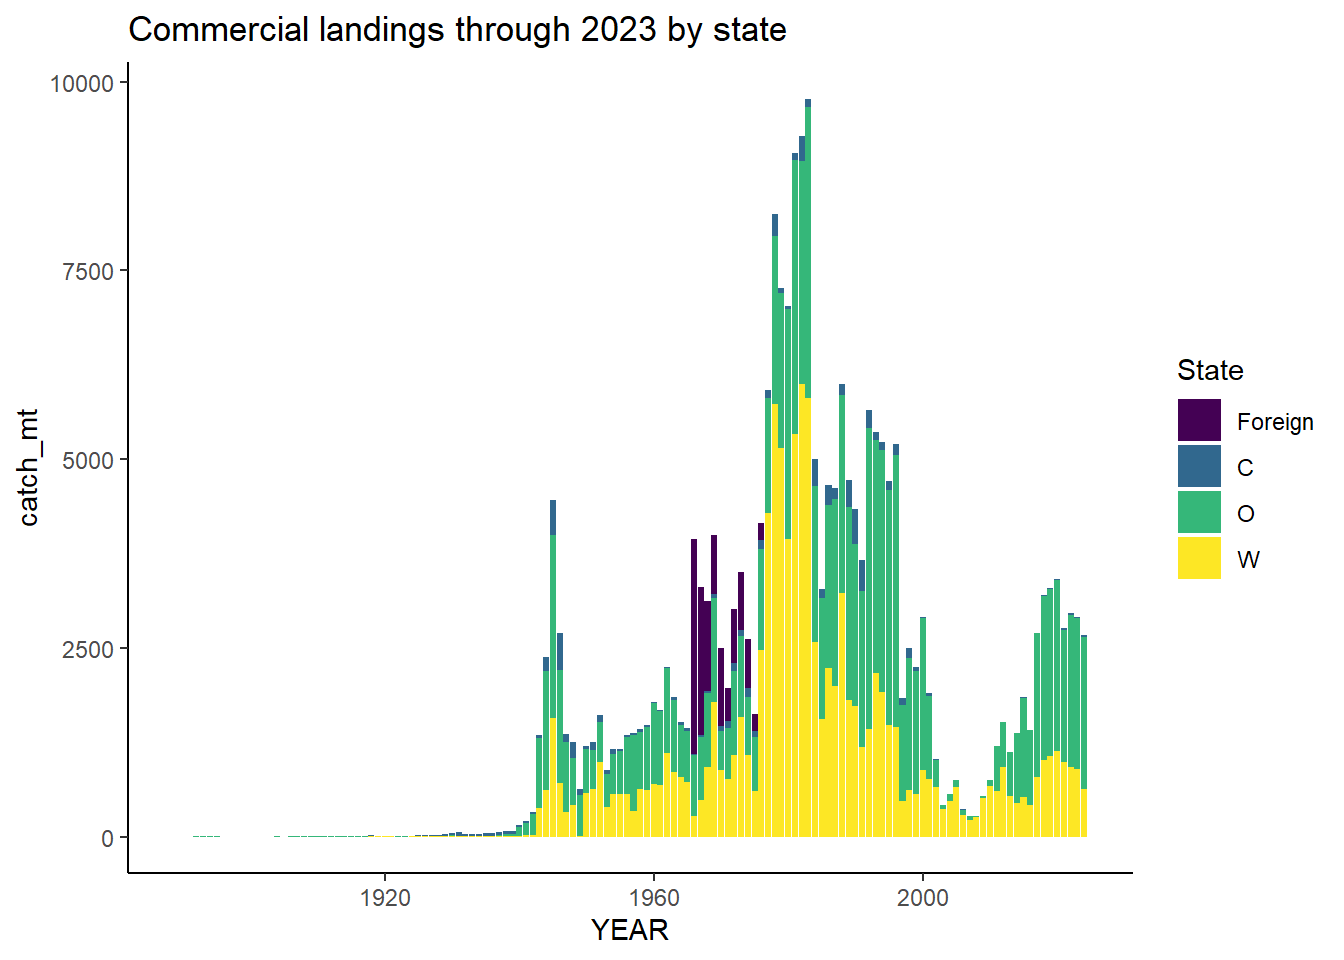 Commercial landings through 2023 by state
10000
7500
5000
2500
0
catch_mt
1920
1960
2000
YEAR
State
Foreign
C
O
W